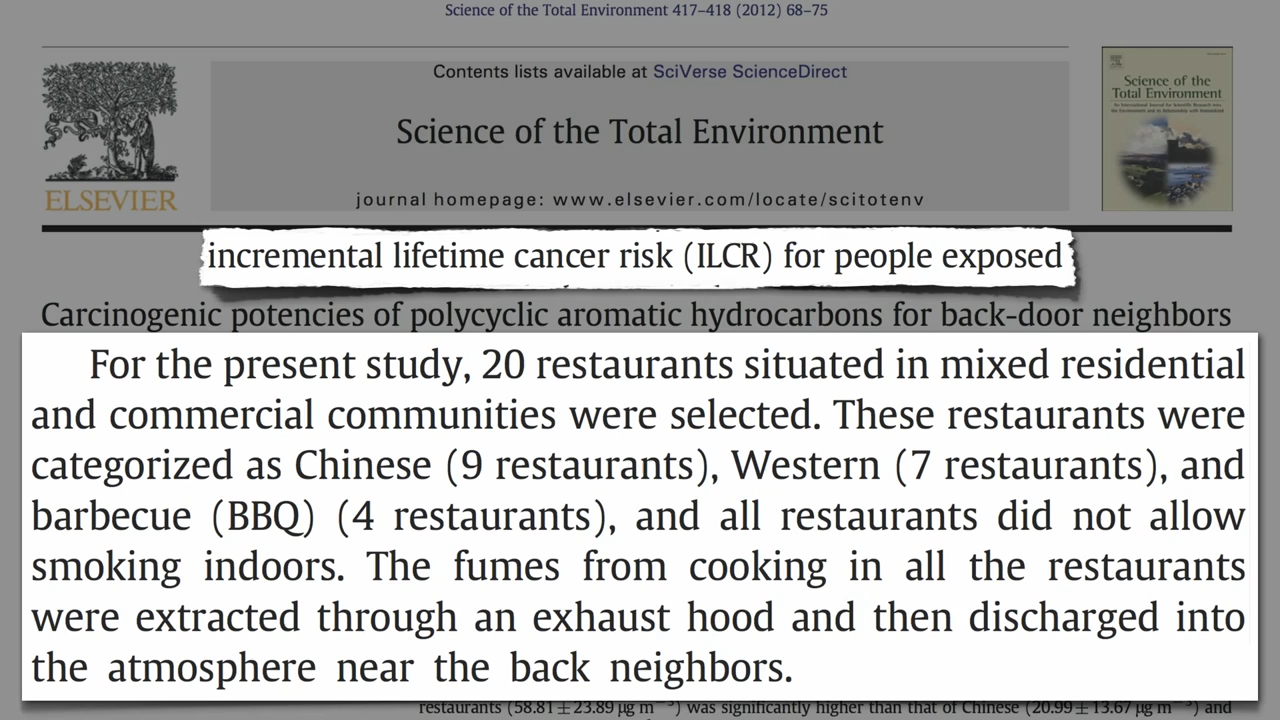 Science of the Total Environment 417–418 (2012) 68–75
Contents lists available at SciVerse ScienceDirect
Science of the Total Environment
journal homepage: www.elsevier.com/locate/scitotenv
ELSEVIER
Science of the
Total Environment
incremental lifetime cancer risk (ILCR) for people exposed
Carcinogenic potencies of polycyclic aromatic hydrocarbons for back-door neighbors
For the present study, 20 restaurants situated in mixed residential
and commercial communities were selected. These restaurants were
categorized as Chinese (9 restaurants), Western (7 restaurants), and
barbecue (BBQ) (4 restaurants), and all restaurants did not allow
smoking indoors. The fumes from cooking in all the restaurants
were extracted through an exhaust hood and then discharged into
the atmosphere near the back neighbors.
restaurants (58.81±23.89 μg m⁻³) was significantly higher than that of Chinese (20.99±13.67 μg m⁻³) and